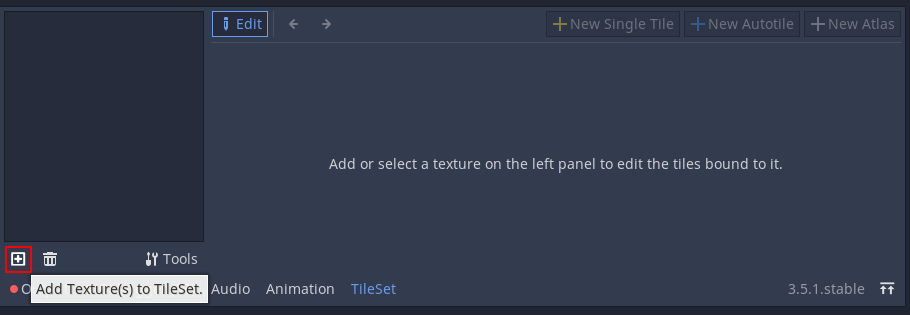 Edit New Single Tile New Autotile New Atlas
Add or select a texture on the left panel to edit the tiles bound to it.
Tools
Add Texture(s) to TileSet. Audio Animation TileSet 3.5.1.stable